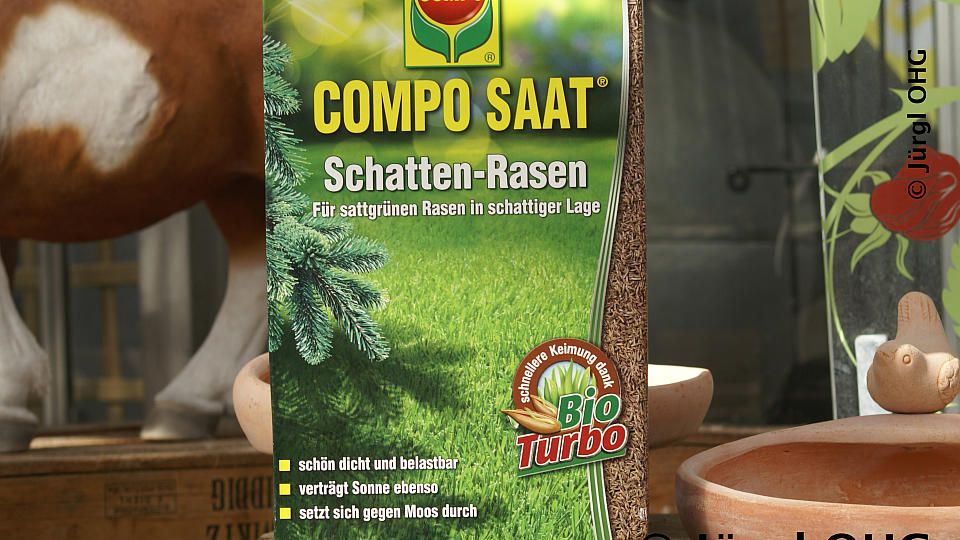 COMPO SAAT®
Schatten-Rasen
Für sattgrünen Rasen in schattiger Lage
schnellere Keimung dank
Bio
Turbo
schön dicht und belastbar
verträgt Sonne ebenso
setzt sich gegen Moos durch
© Jürgl OHG